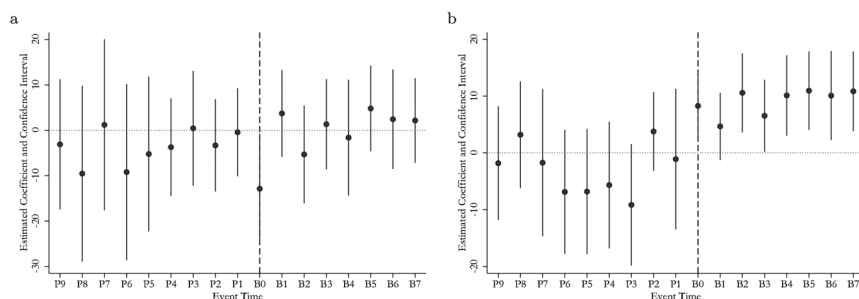 a
b
Estimated Coefficient and Confidence Interval
20
10
0
-10
-20
-30
P9 P8 P7 P6 P5 P4 P3 P2 P1 B0 B1 B2 B3 B4 B5 B6 B7
Event Time
Estimated Coefficient and Confidence Interval
20
10
0
-10
-20
P9 P8 P7 P6 P5 P4 P3 P2 P1 B0 B1 B2 B3 B4 B5 B6 B7
Event Time